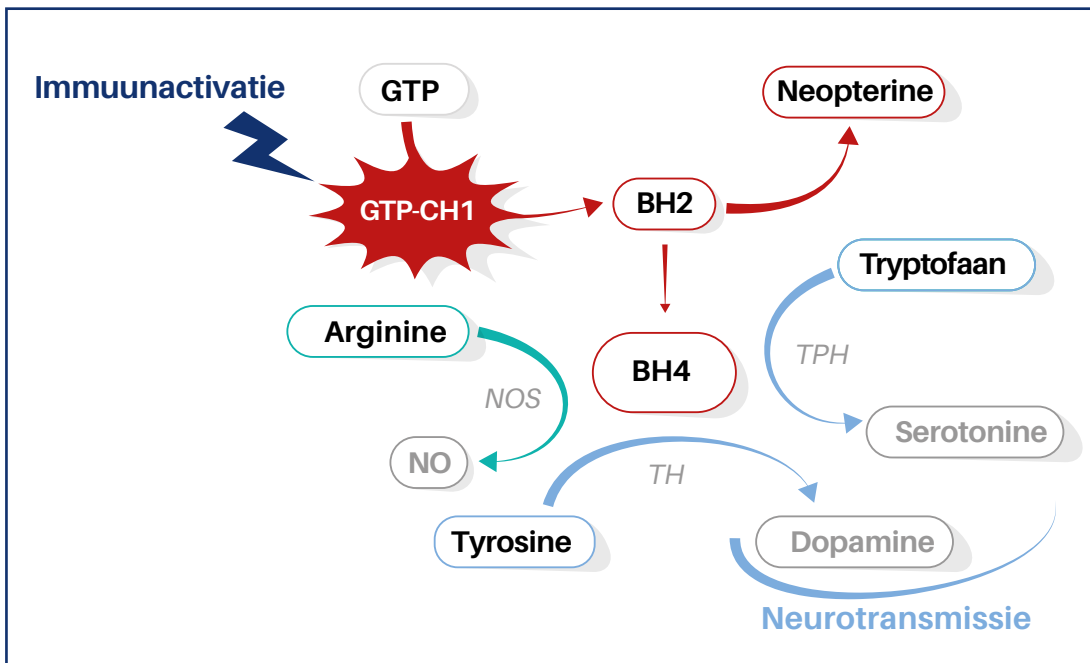 Immuunactivatie
GTP
Neopterine
GTP-CH1
BH2
Tryptofaan
Arginine
BH4
TPH
NOS
Serotonine
NO
TH
Tyrosine
Dopamine
Neurotransmissie